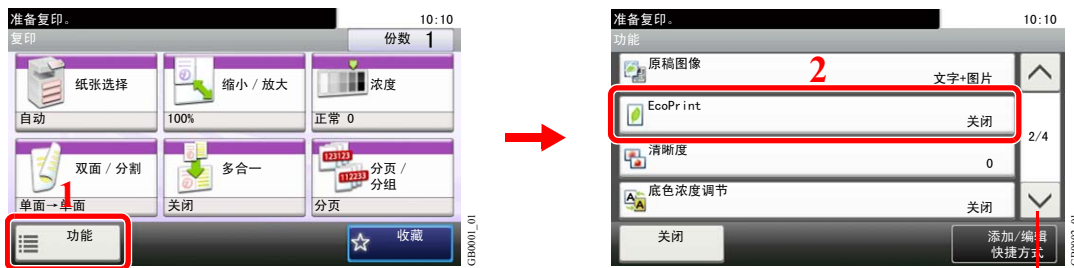 准备复印。
10:10
复印
份数 1
纸张选择
自动
缩小 / 放大
100%
浓度
正常 0
双面 / 分割
单面→单面
多合一
关闭
123123
112233
分页 /
分组
分页
1
功能
收藏
GB0001_01
准备复印。
10:10
功能
原稿图像
文字+图片
2
EcoPrint
关闭
2/4
清晰度
0
底色浓度调节
关闭
关闭
添加/编辑
快捷方式